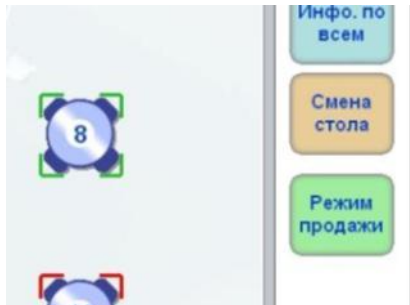 Инфо. по
всем
8
Смена
стола
Режим
продажи